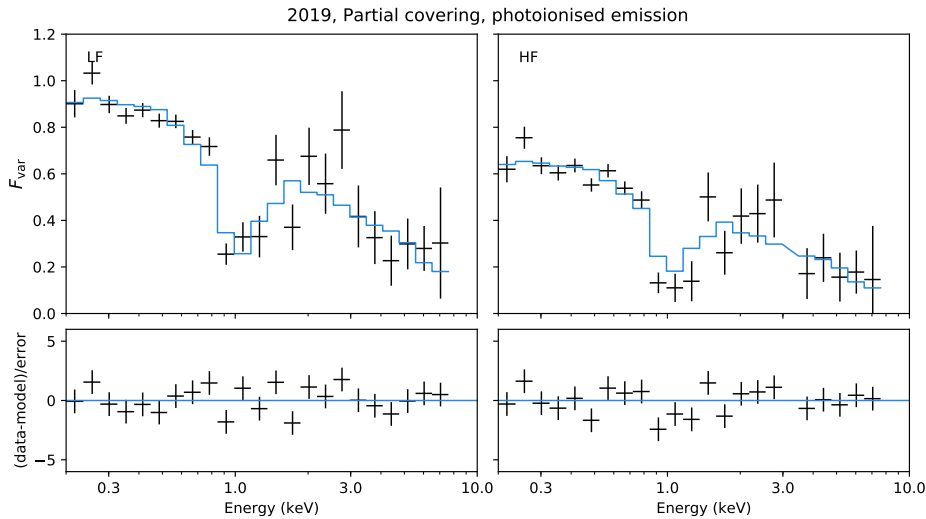 2019, Partial covering, photoionised emission
LF
HF
1.2
1.0
0.8
0.6
0.4
0.2
0.0
Fvar
5
0
−5
(data-model)/error
0.3 1.0 3.0 10.0 0.3 1.0 3.0 10.0
Energy (keV) Energy (keV)